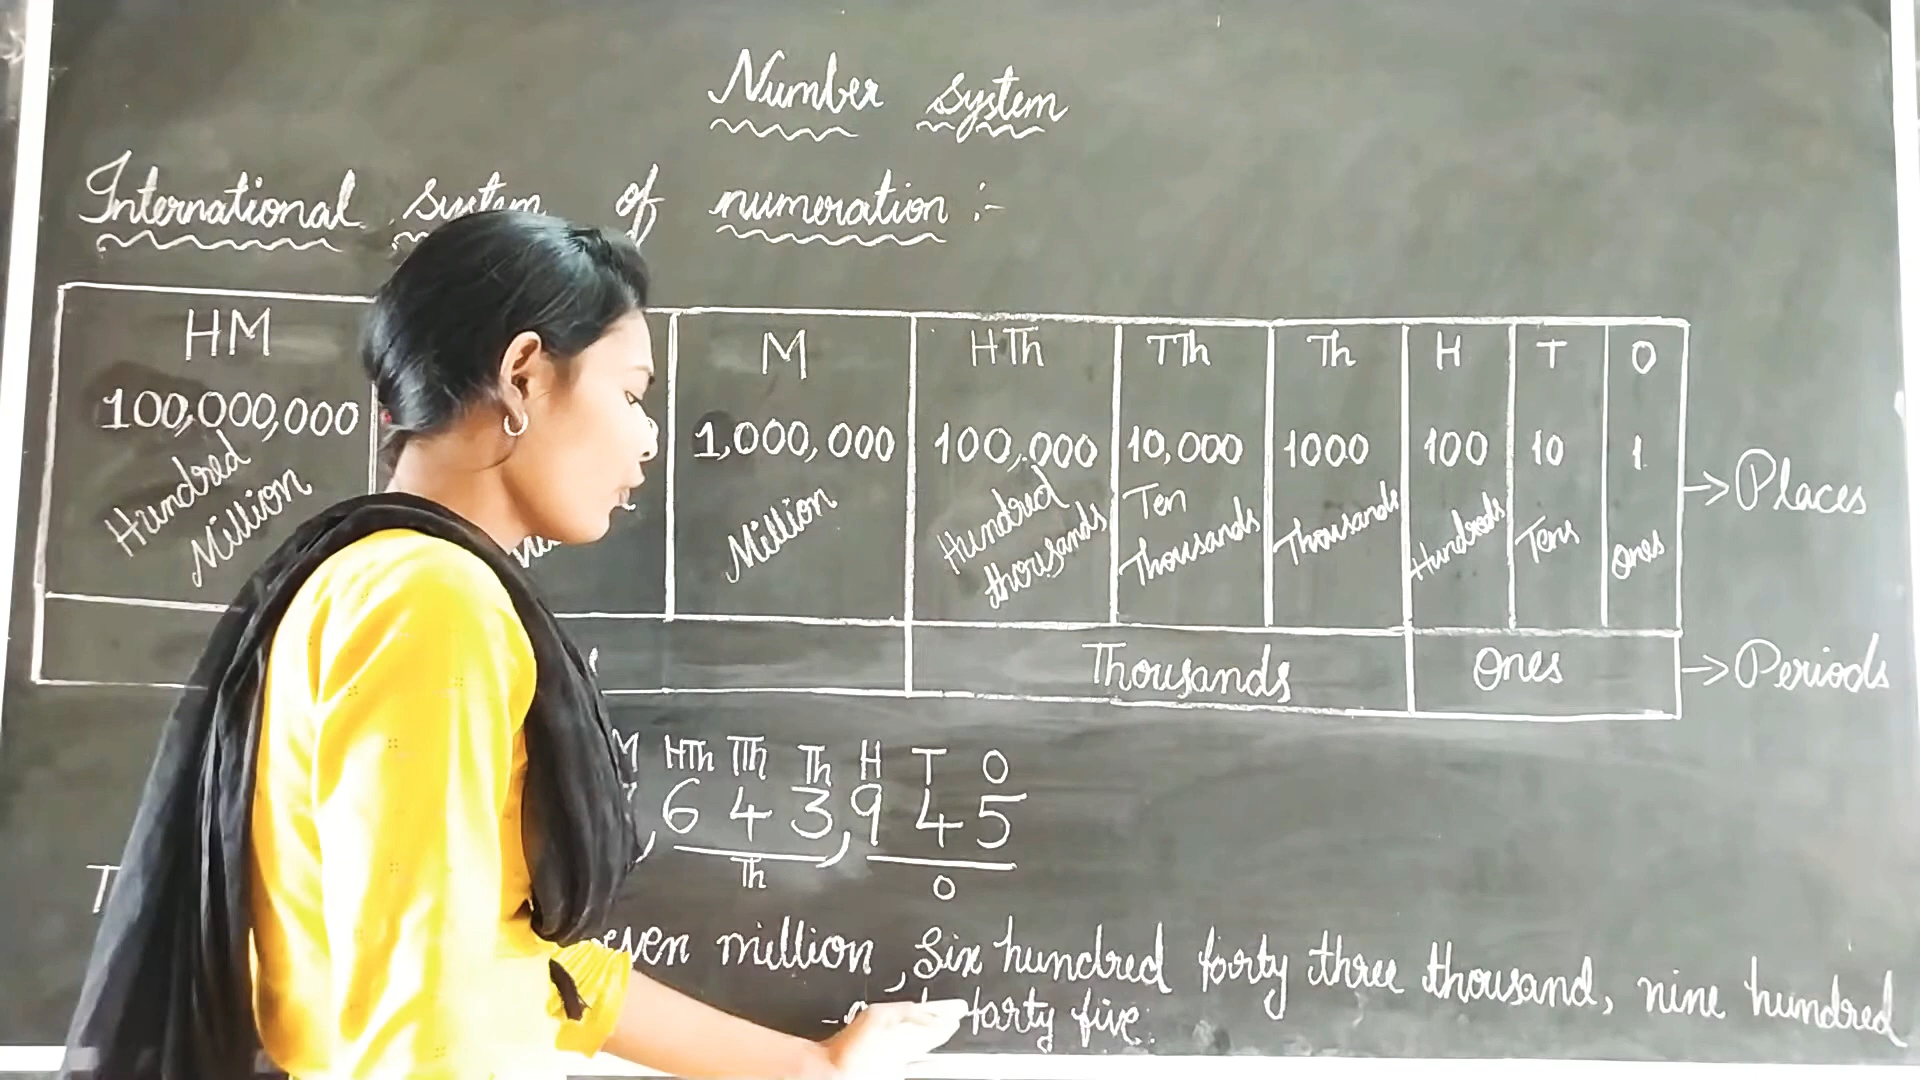 Number system
International system of numeration :-
HM M HTh TTh Th H T O
100,000,000 1,000,000 100,000 10,000 1000 100 10 1
Hundred Million Million Hundred thousands Ten Thousands Thousands Hundreds Tens Ones → Places
Thousands Ones → Periods
M HTh TTh Th H T O
, 6 4 3, 9 4 5
Th O
million, Six hundred forty three thousand, nine hundred
forty five.